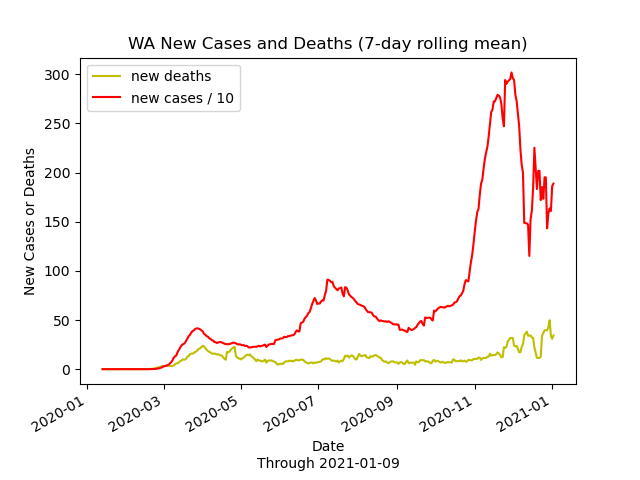 WA New Cases and Deaths (7-day rolling mean)
new deaths
new cases / 10
300
250
200
150
100
50
0
New Cases or Deaths
2020-01
2020-03
2020-05
2020-07
2020-09
2020-11
2021-01
Date
Through 2021-01-09